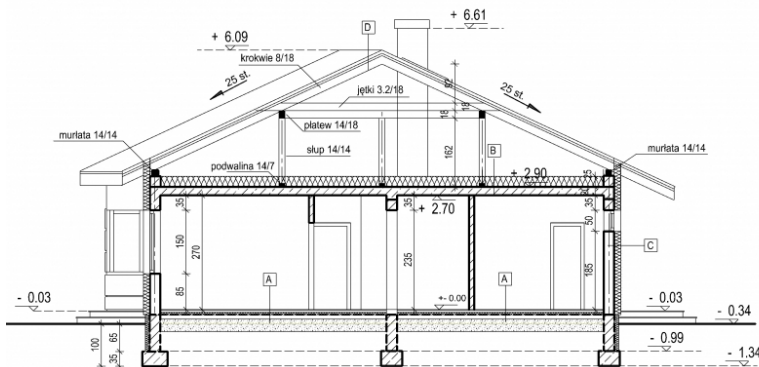 + 6.61
+ 6.09
D
krokwie 8/18
25 st.
25 st.
jętki 3.2/18
18
18
płatew 14/18
murłata 14/14
słup 14/14
162
B
murłata 14/14
podwalina 14/7
+ 2.90
35
+ 2.70
35
35
150
270
235
50
C
A
A
85
185
+- 0.00
- 0.03
- 0.03
- 0.34
100
65
35
- 0.99
- 1.34